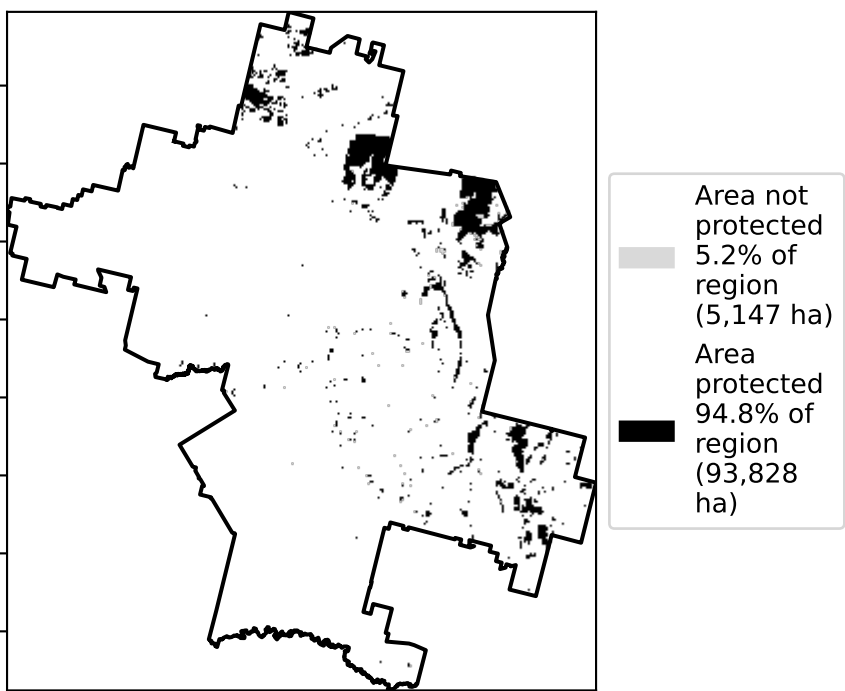 Area not
protected
5.2% of
region
(5,147 ha)
Area
protected
94.8% of
region
(93,828
ha)